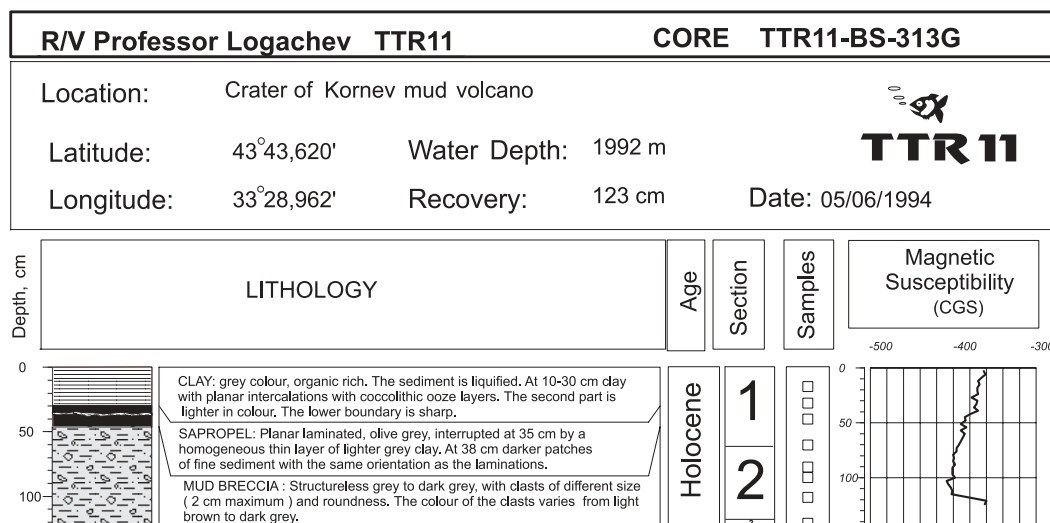 R/V Professor Logachev TTR11 CORE TTR11-BS-313G
Location: Crater of Kornev mud volcano
TTR 11
Latitude: 43°43,620' Water Depth: 1992 m
Longitude: 33°28,962' Recovery: 123 cm Date: 05/06/1994
Depth, cm
LITHOLOGY
Age
Section
Samples
Magnetic
Susceptibility
(CGS)
-500 -400 -300
0
50
100
CLAY: grey colour, organic rich. The sediment is liquified. At 10-30 cm clay
with planar intercalations with coccolithic ooze layers. The second part is
lighter in colour. The lower boundary is sharp.
SAPROPEL: Planar laminated, olive grey, interrupted at 35 cm by a
homogeneous thin layer of lighter grey clay. At 38 cm darker patches
of fine sediment with the same orientation as the laminations.
MUD BRECCIA : Structureless grey to dark grey, with clasts of different size
( 2 cm maximum ) and roundness. The colour of the clasts varies from light
brown to dark grey.
Holocene
1
2
0
50
100